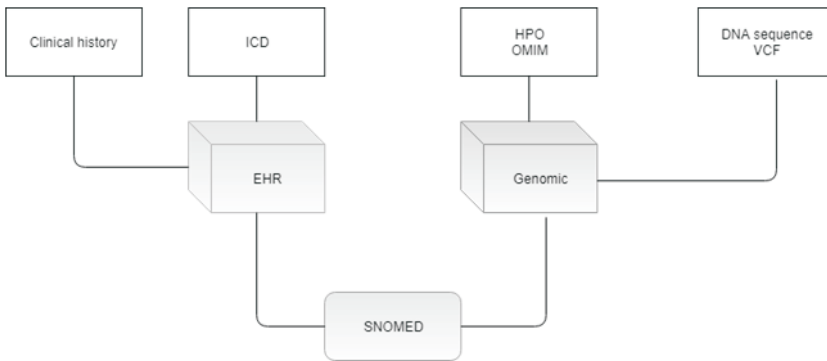 Clinical history
ICD
HPO
OMIM
DNA sequence
VCF
EHR
Genomic
SNOMED